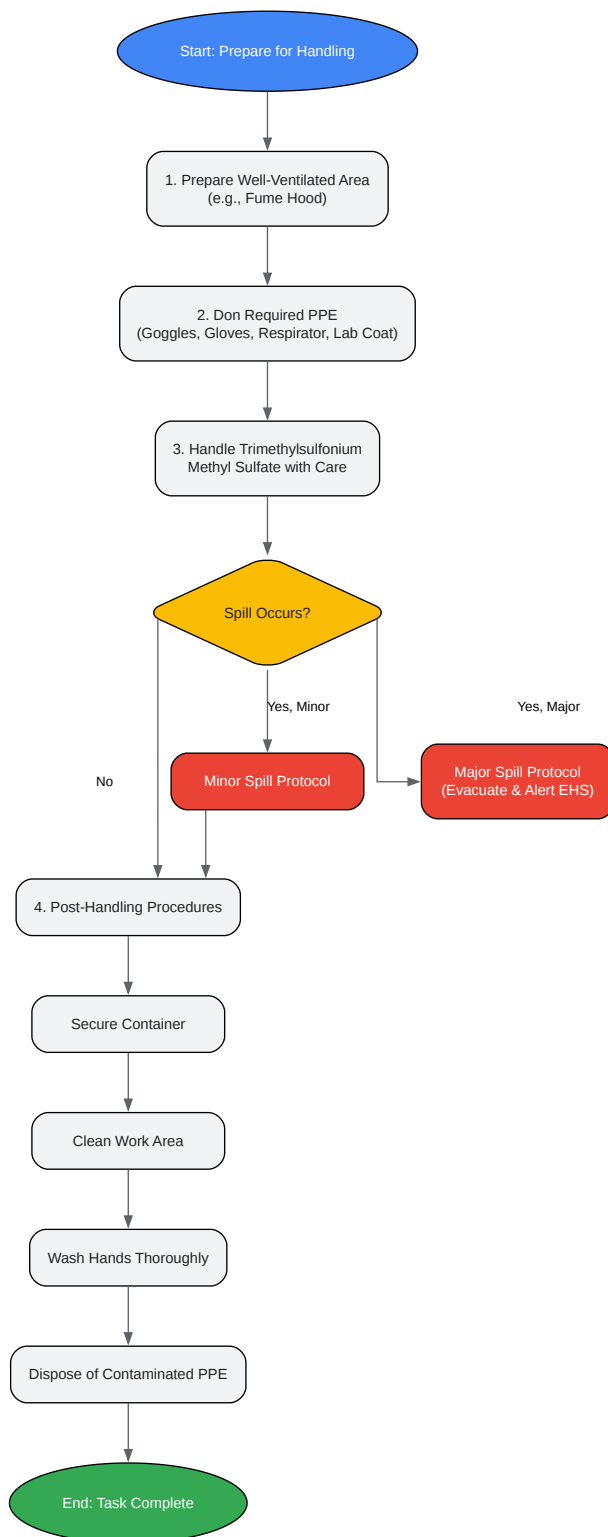 Start: Prepare for Handling
1. Prepare Well-Ventilated Area
(e.g., Fume Hood)
2. Don Required PPE
(Goggles, Gloves, Respirator, Lab Coat)
3. Handle Trimethylsulfonium
Methyl Sulfate with Care
Spill Occurs?
Yes, Minor
Yes, Major
No
Minor Spill Protocol
Major Spill Protocol
(Evacuate & Alert EHS)
4. Post-Handling Procedures
Secure Container
Clean Work Area
Wash Hands Thoroughly
Dispose of Contaminated PPE
End: Task Complete